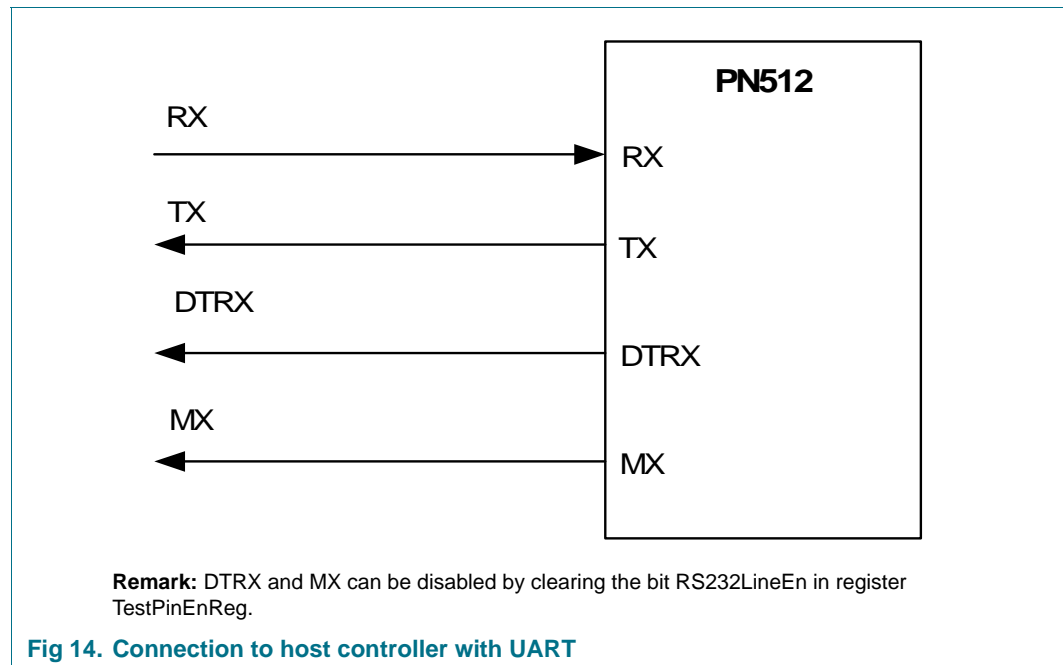 PN512
RX
RX
TX
TX
DTRX
DTRX
MX
MX
Remark: DTRX and MX can be disabled by clearing the bit RS232LineEn in register
TestPinEnReg.
Fig 14. Connection to host controller with UART